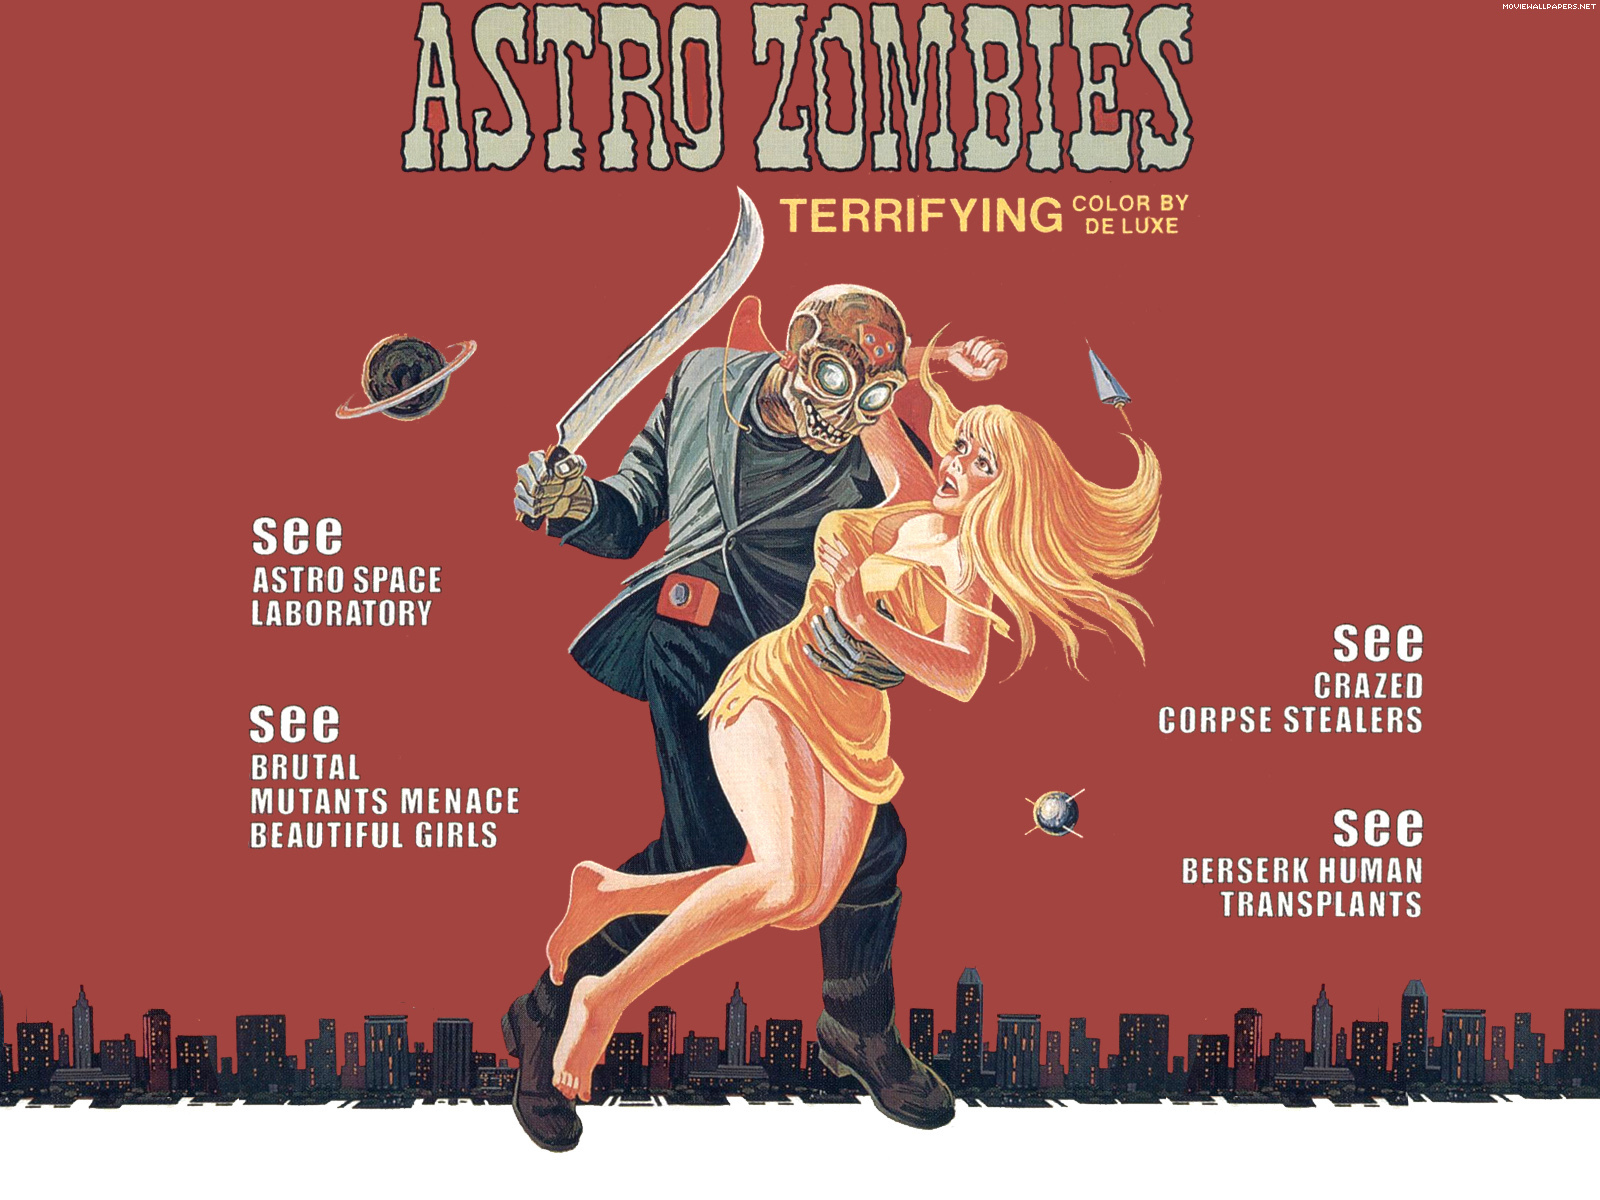 MOVIEWALLPAPERS.NET
ASTRO ZOMBIES
TERRIFYING COLOR BY
DE LUXE
see
ASTRO SPACE
LABORATORY
see
BRUTAL
MUTANTS MENACE
BEAUTIFUL GIRLS
see
CRAZED
CORPSE STEALERS
see
BERSERK HUMAN
TRANSPLANTS